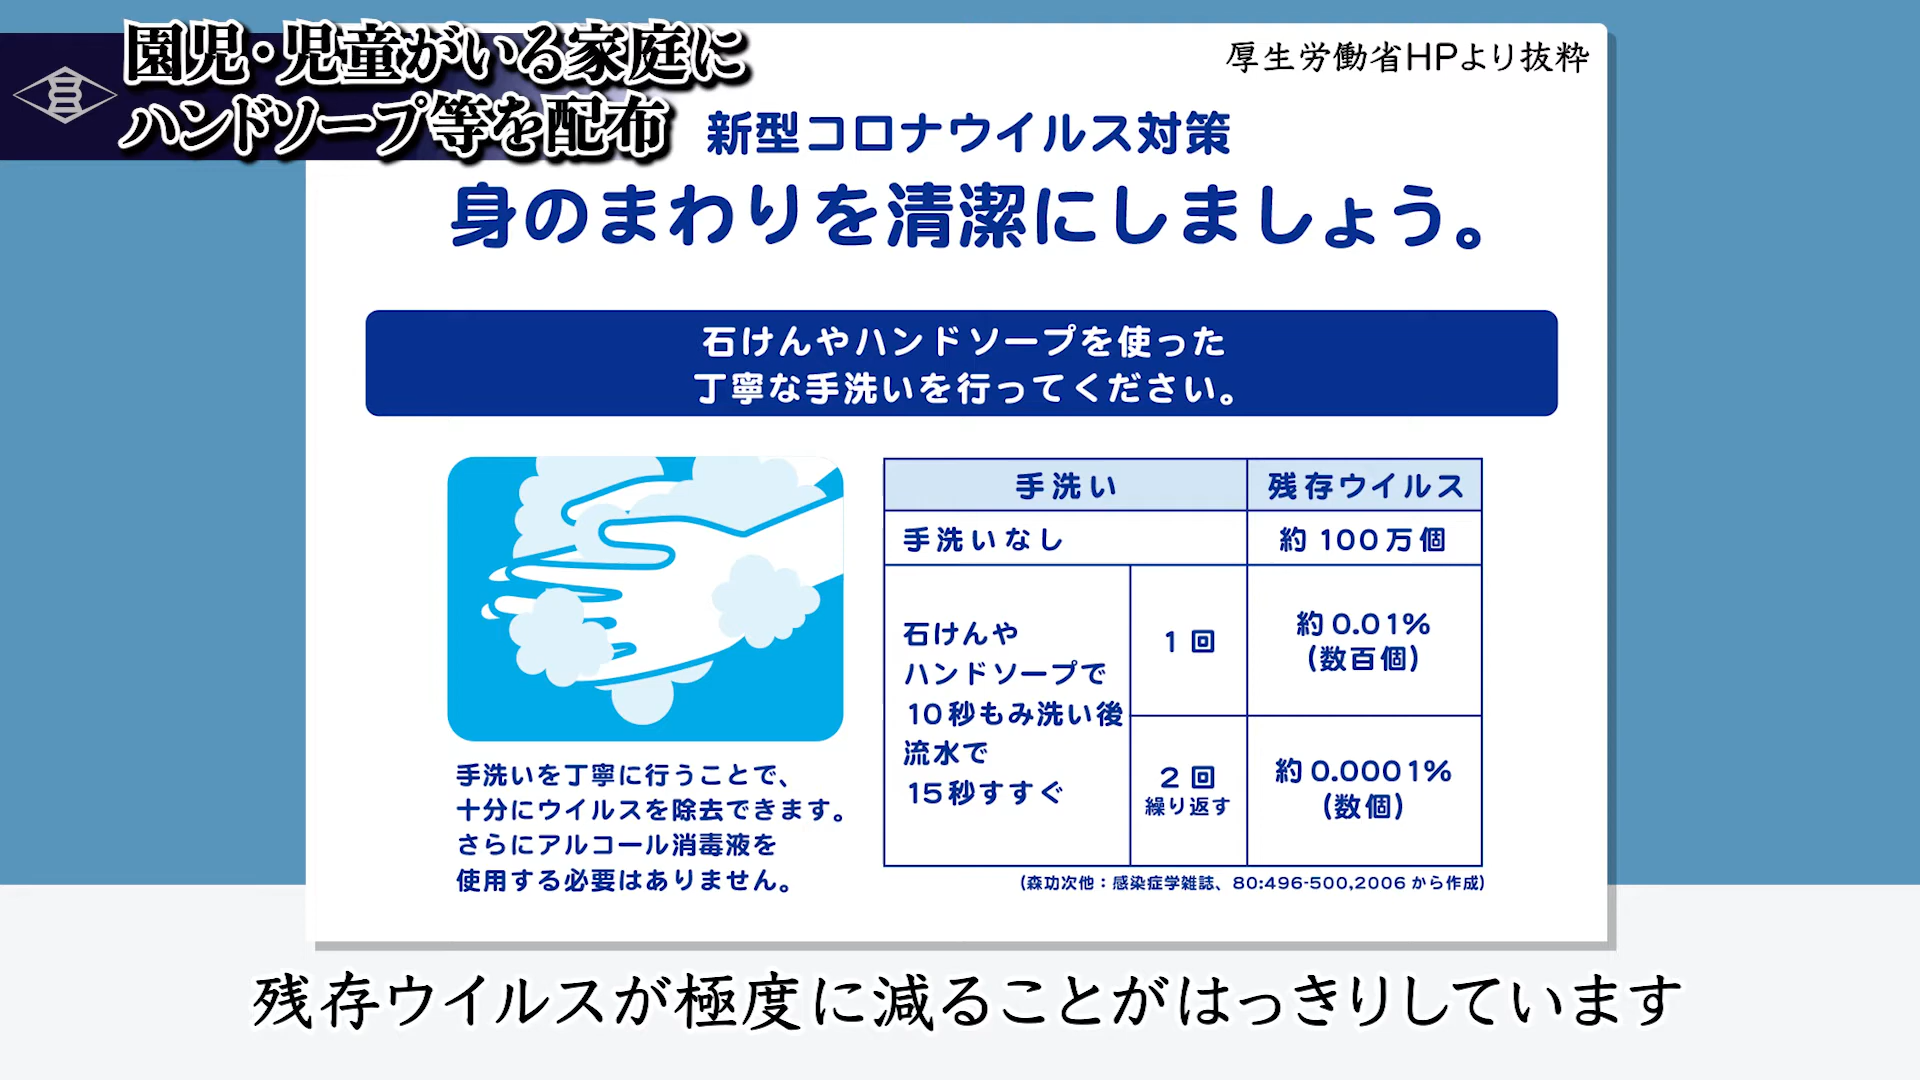 園児・児童がいる家庭に
ハンドソープ等を配布
厚生労働省HPより抜粋
新型コロナウイルス対策
身のまわりを清潔にしましょう。
石けんやハンドソープを使った
丁寧な手洗いを行ってください。
手洗い 残存ウイルス
手洗いなし 約100万個
石けんや
ハンドソープで
10秒もみ洗い後
流水で
15秒すすぐ
1回
約0.01%
(数百個)
2回
繰り返す
約0.0001%
(数個)
手洗いを丁寧に行うことで、
十分にウイルスを除去できます。
さらにアルコール消毒液を
使用する必要はありません。
(森功次他：感染症学雑誌、80:496-500,2006から作成)
残存ウイルスが極度に減ることがはっきりしています